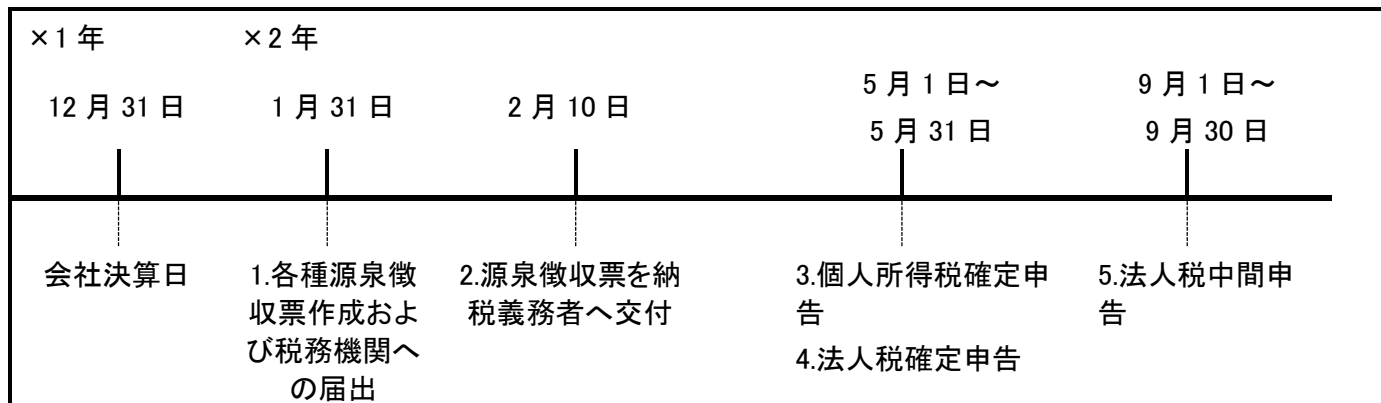 ×1年
×2年
12月31日
1月31日
2月10日
5月1日～
5月31日
9月1日～
9月30日
会社決算日
1.各種源泉徴
収票作成およ
び税務機関へ
の届出
2.源泉徴収票を納
税義務者へ交付
3.個人所得税確定申
告
4.法人税確定申告
5.法人税中間申
告